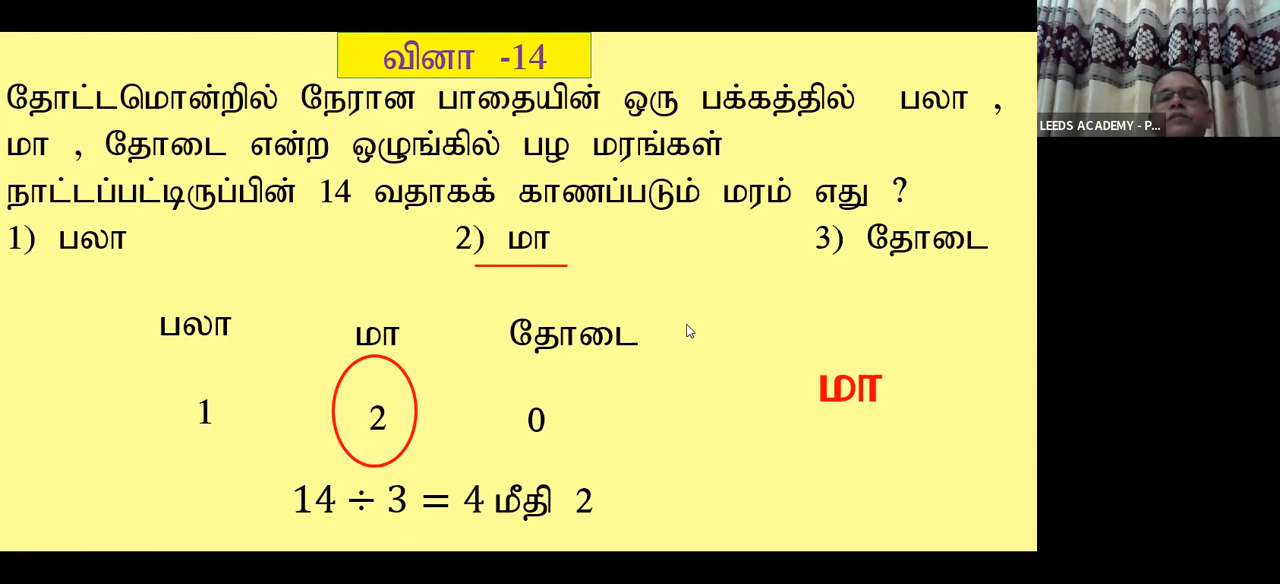 வினா -14
தோட்டமொன்றில் நேரான பாதையின் ஒரு பக்கத்தில் பலா ,
மா , தோடை என்ற ஒழுங்கில் பழ மரங்கள்
நாட்டப்பட்டிருப்பின் 14 வதாகக் காணப்படும் மரம் எது ?
1) பலா 2) மா 3) தோடை
பலா மா தோடை
1 2 0
மா
14 ÷ 3 = 4 மீதி 2
LEEDS ACADEMY - P...